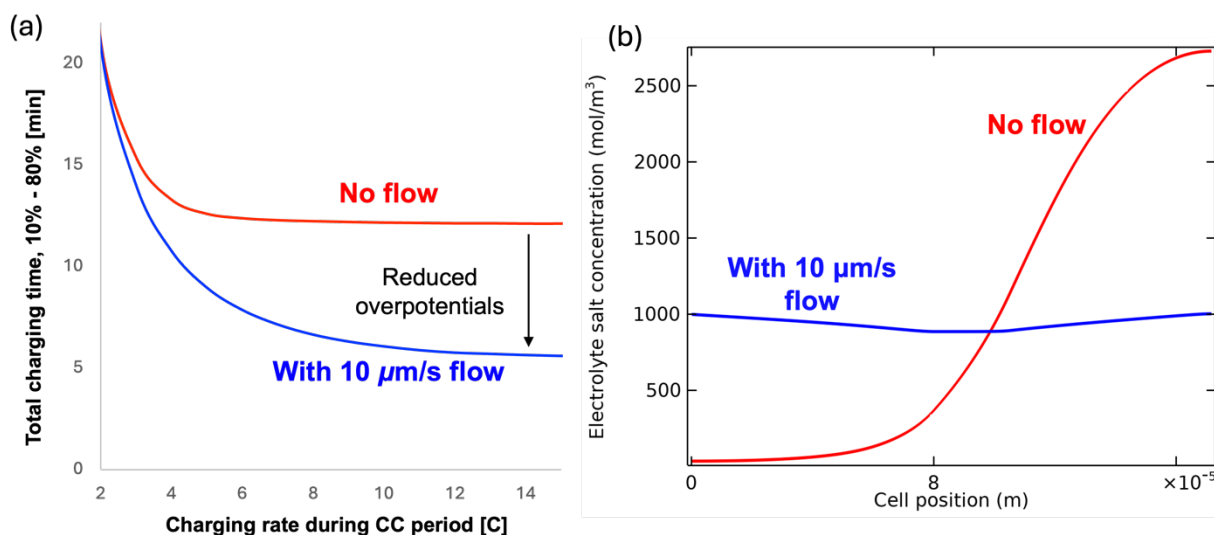 (a)
Total charging time, 10% - 80% [min]
20
15
10
5
0
No flow
Reduced
overpotentials
With 10 µm/s flow
2
4
6
8
10
12
14
Charging rate during CC period [C]
(b)
Electrolyte salt concentration (mol/m³)
2500
2000
1500
1000
500
No flow
With 10 µm/s
flow
0
8
×10⁻⁵
Cell position (m)